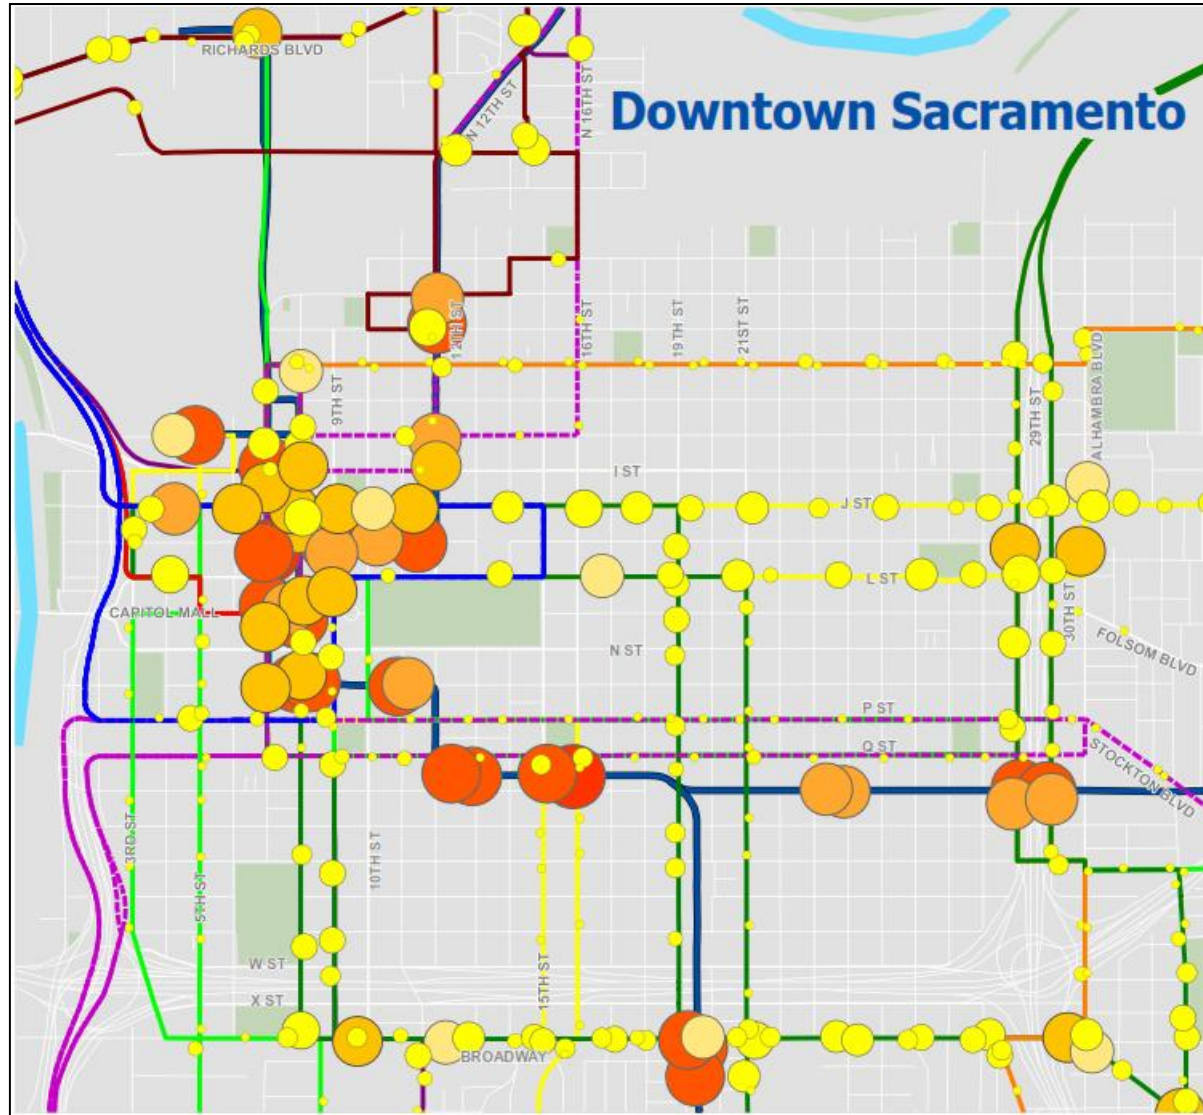 RICHARDS BLVD
N 12TH ST
N 16TH ST
Downtown Sacramento
12TH ST
16TH ST
19TH ST
21ST ST
9TH ST
29TH ST
ALHAMBRA BLVD
I ST
J ST
L ST
CAPITOL MALL
30TH ST
FOLSOM BLVD
N ST
P ST
Q ST
STOCKTON BLVD
3RD ST
5TH ST
10TH ST
W ST
15TH ST
X ST
BROADWAY